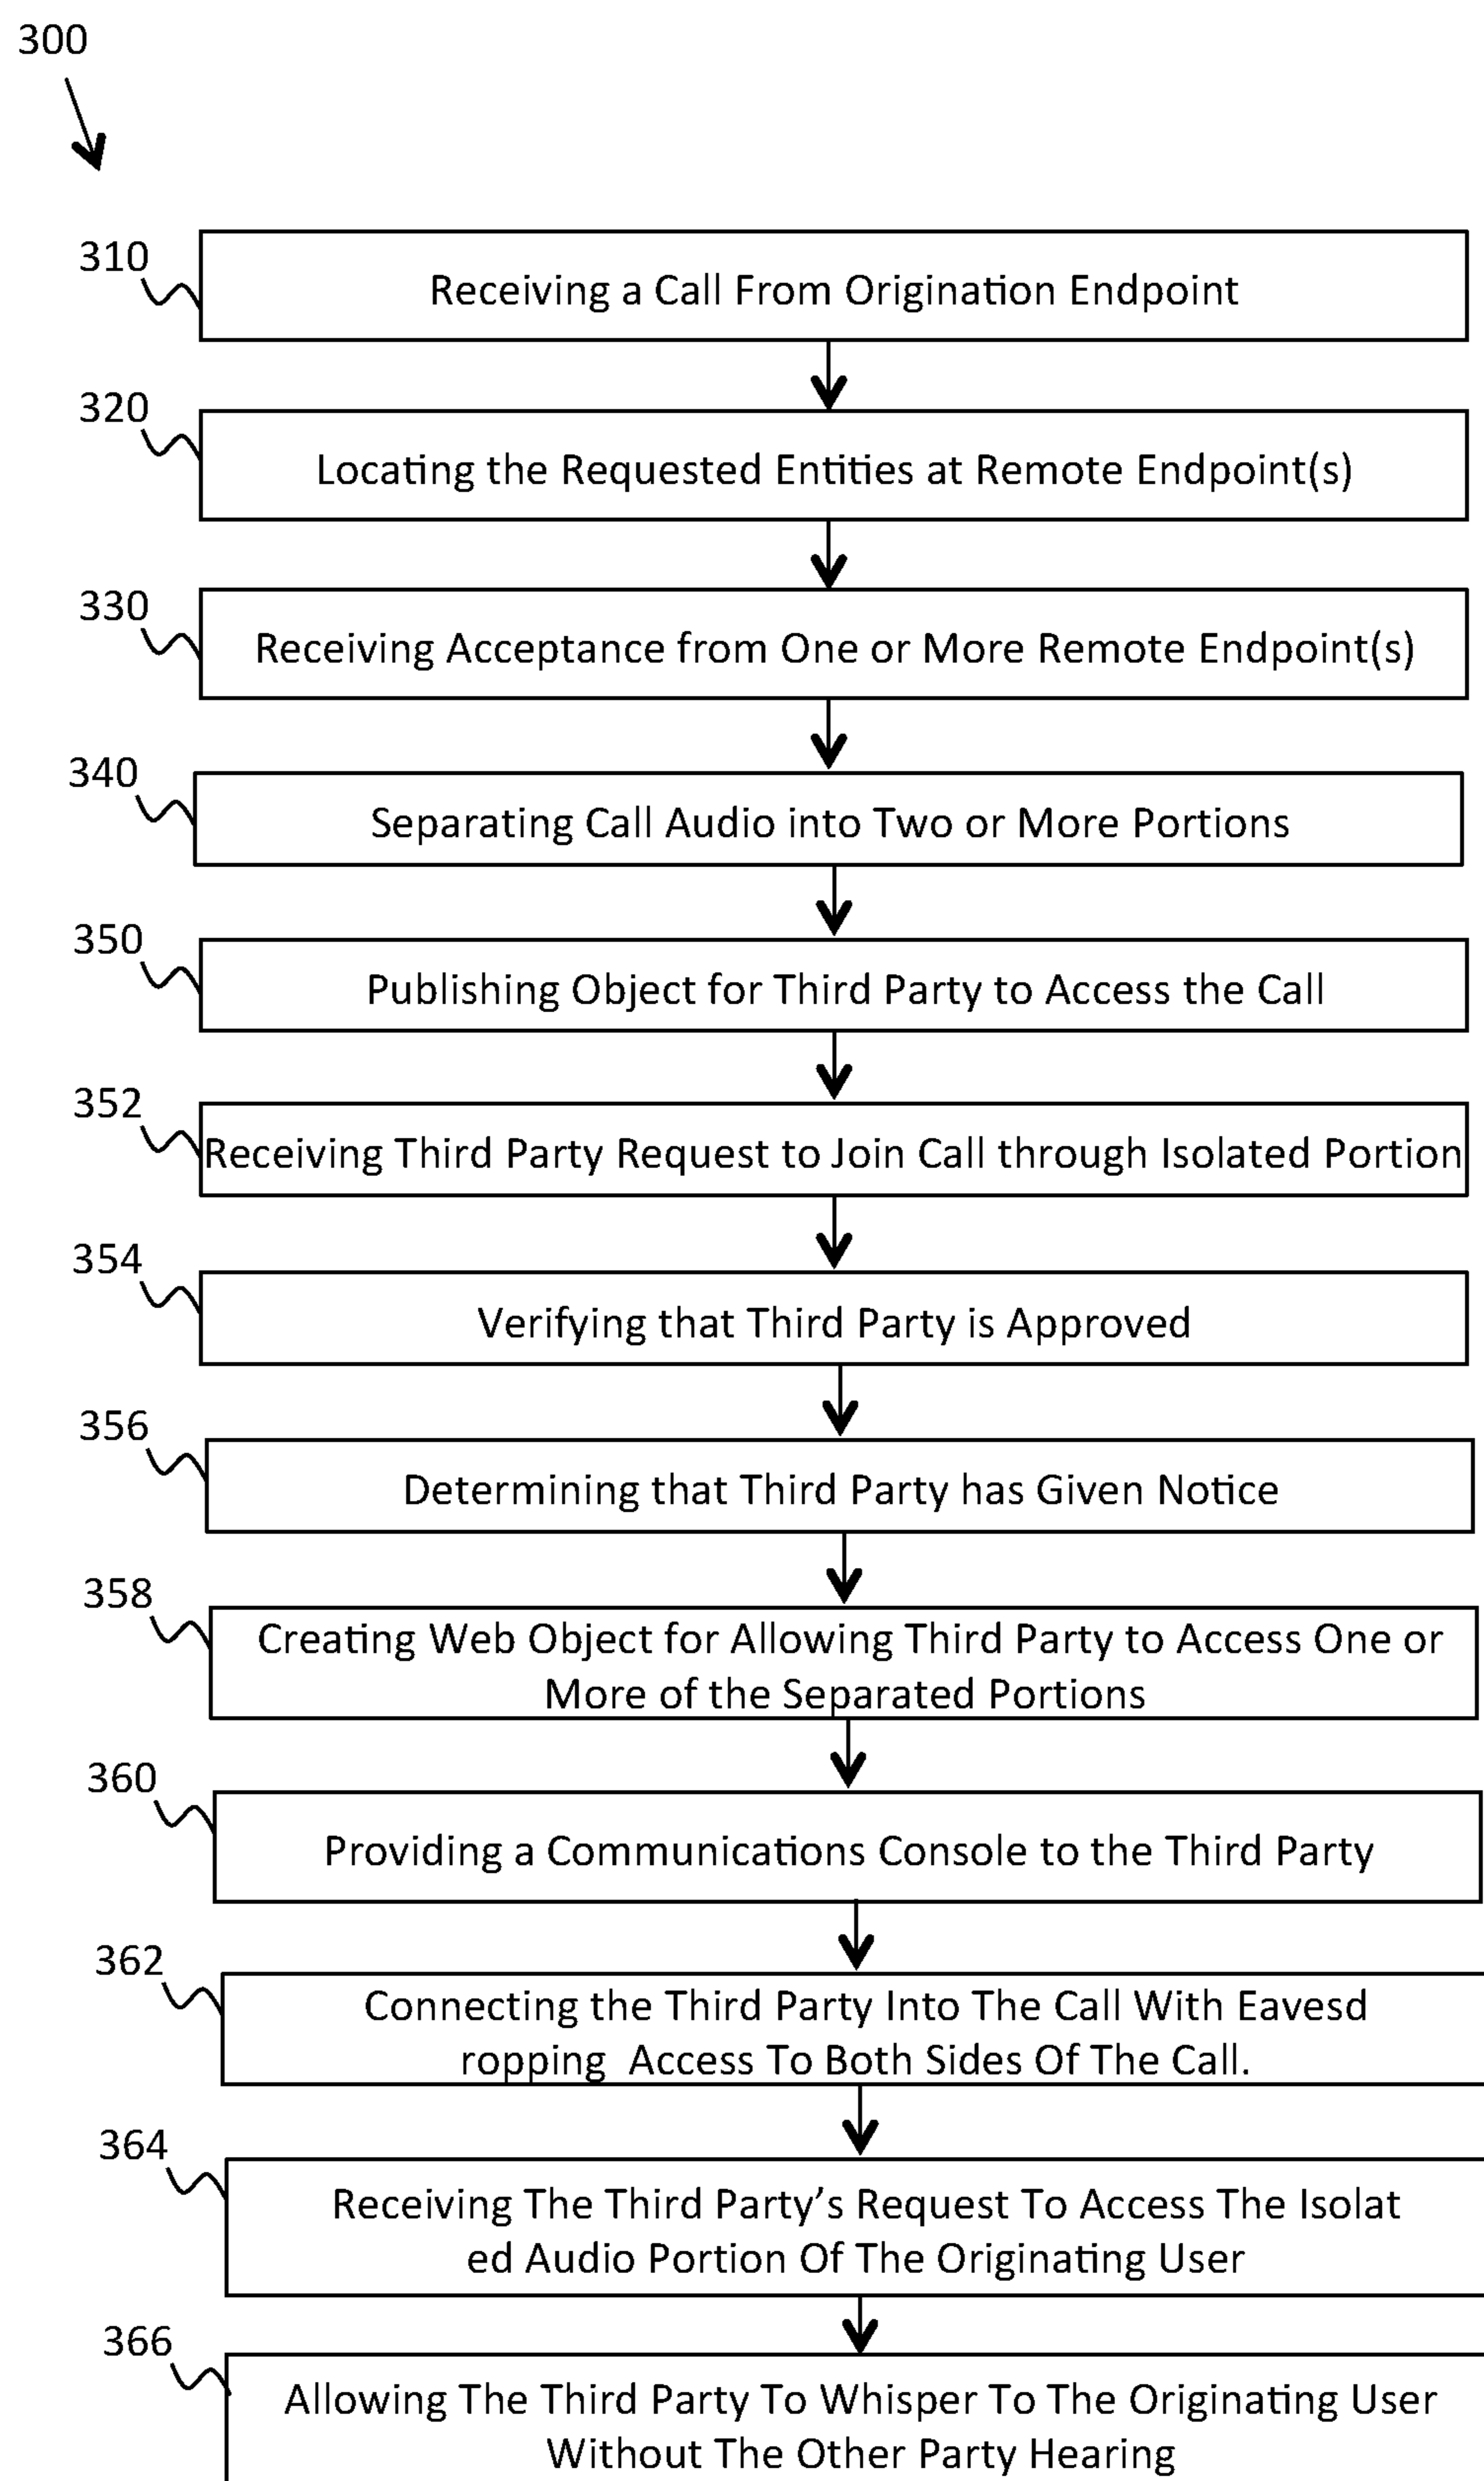 300
310
Receiving a Call From Origination Endpoint
320
Locating the Requested Entities at Remote Endpoint(s)
330
Receiving Acceptance from One or More Remote Endpoint(s)
340
Separating Call Audio into Two or More Portions
350
Publishing Object for Third Party to Access the Call
352
Receiving Third Party Request to Join Call through Isolated Portion
354
Verifying that Third Party is Approved
356
Determining that Third Party has Given Notice
358
Creating Web Object for Allowing Third Party to Access One or
More of the Separated Portions
360
Providing a Communications Console to the Third Party
362
Connecting the Third Party Into The Call With Eavesd
ropping  Access To Both Sides Of The Call.
364
Receiving The Third Party’s Request To Access The Isolat
ed Audio Portion Of The Originating User
366
Allowing The Third Party To Whisper To The Originating User
Without The Other Party Hearing